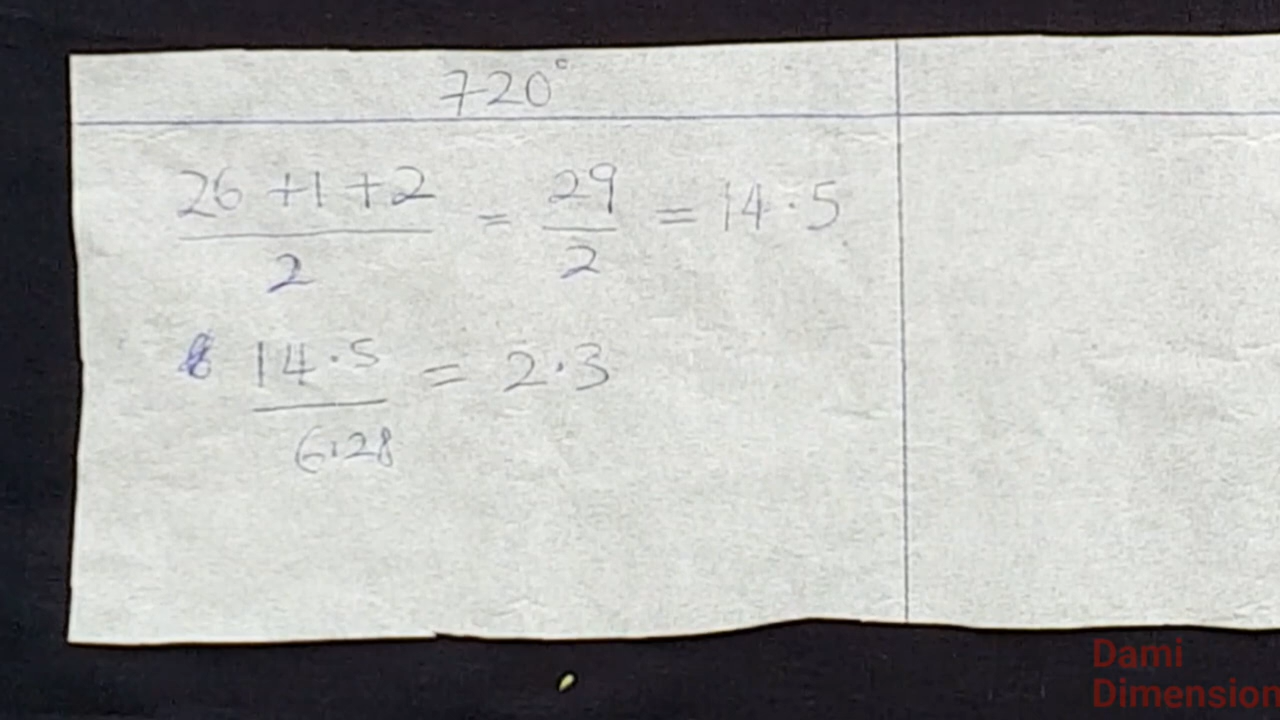 720°
26 +1 +2 / 2 = 29 / 2 = 14.5
14.5 / 6.28 = 2.3
Dami
Dimension